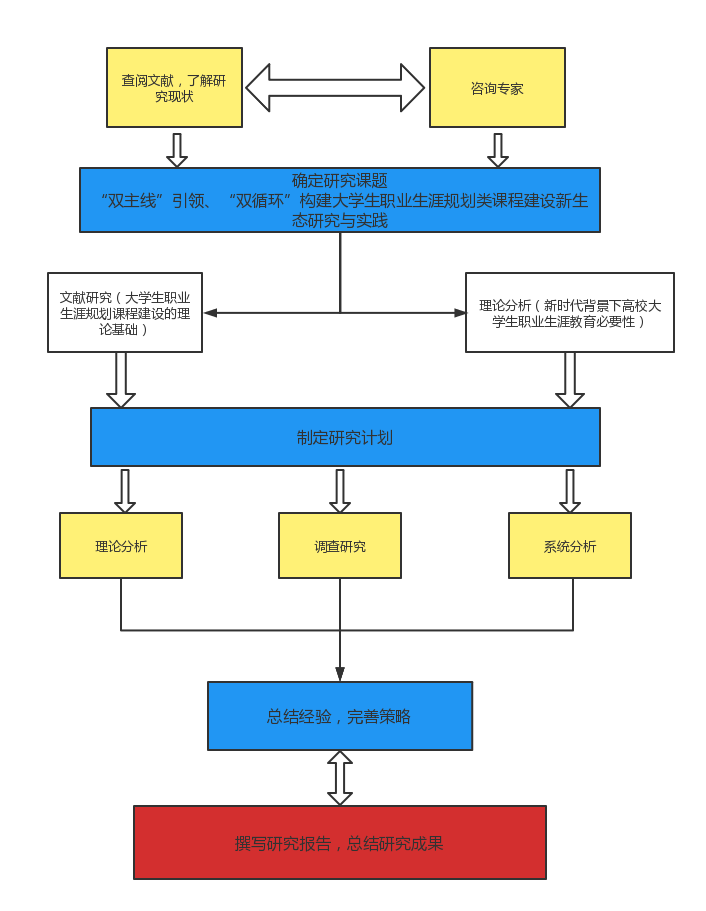 查阅文献，了解研
究现状
咨询专家
确定研究课题
“双主线”引领、“双循环”构建大学生职业生涯规划类课程建设新生
态研究与实践
文献研究（大学生职业
生涯规划课程建设的理
论基础）
理论分析（新时代背景下高校大
学生职业生涯教育必要性）
制定研究计划
理论分析
调查研究
系统分析
总结经验，完善策略
撰写研究报告，总结研究成果